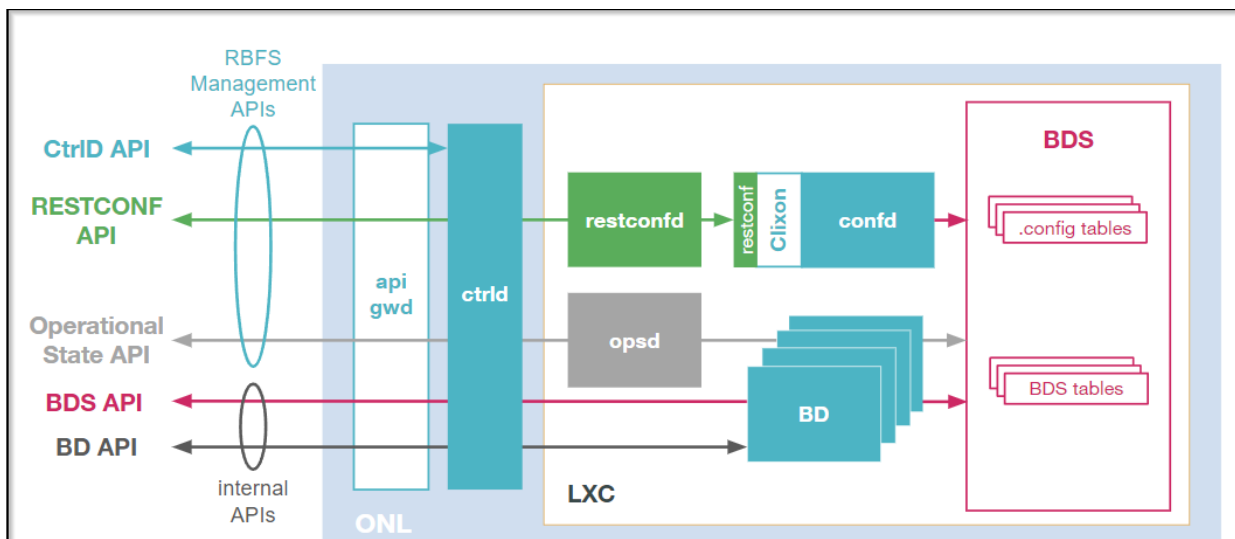 RBFS
Management
APIs
CtrlD API
RESTCONF
API
Operational
State API
BDS API
BD API
internal
APIs
api
gwd
ctrld
ONL
restconfd
restconf
Clixon
confd
opsd
BD
LXC
BDS
.config tables
BDS tables